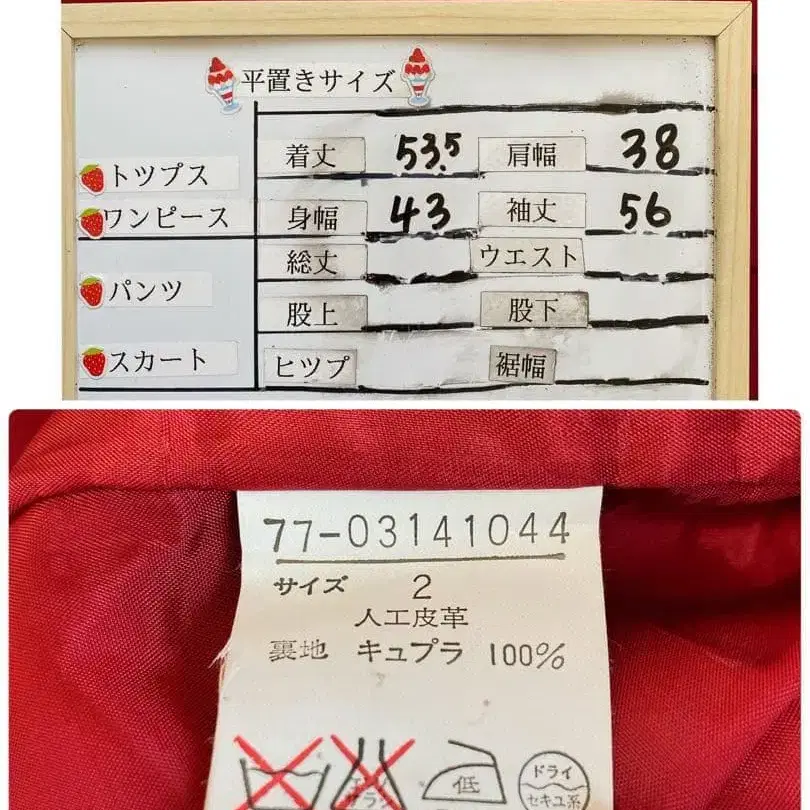 平置きサイズ
着丈 53.5 肩幅 38
トツプス
ワンピース 身幅 43 袖丈 56
総丈 ウエスト
パンツ
股上 股下
スカート ヒツプ 裾幅
77-03141044
サイズ 2
人工皮革
裏地 キュプラ 100%
低
ドライ
セキユ系